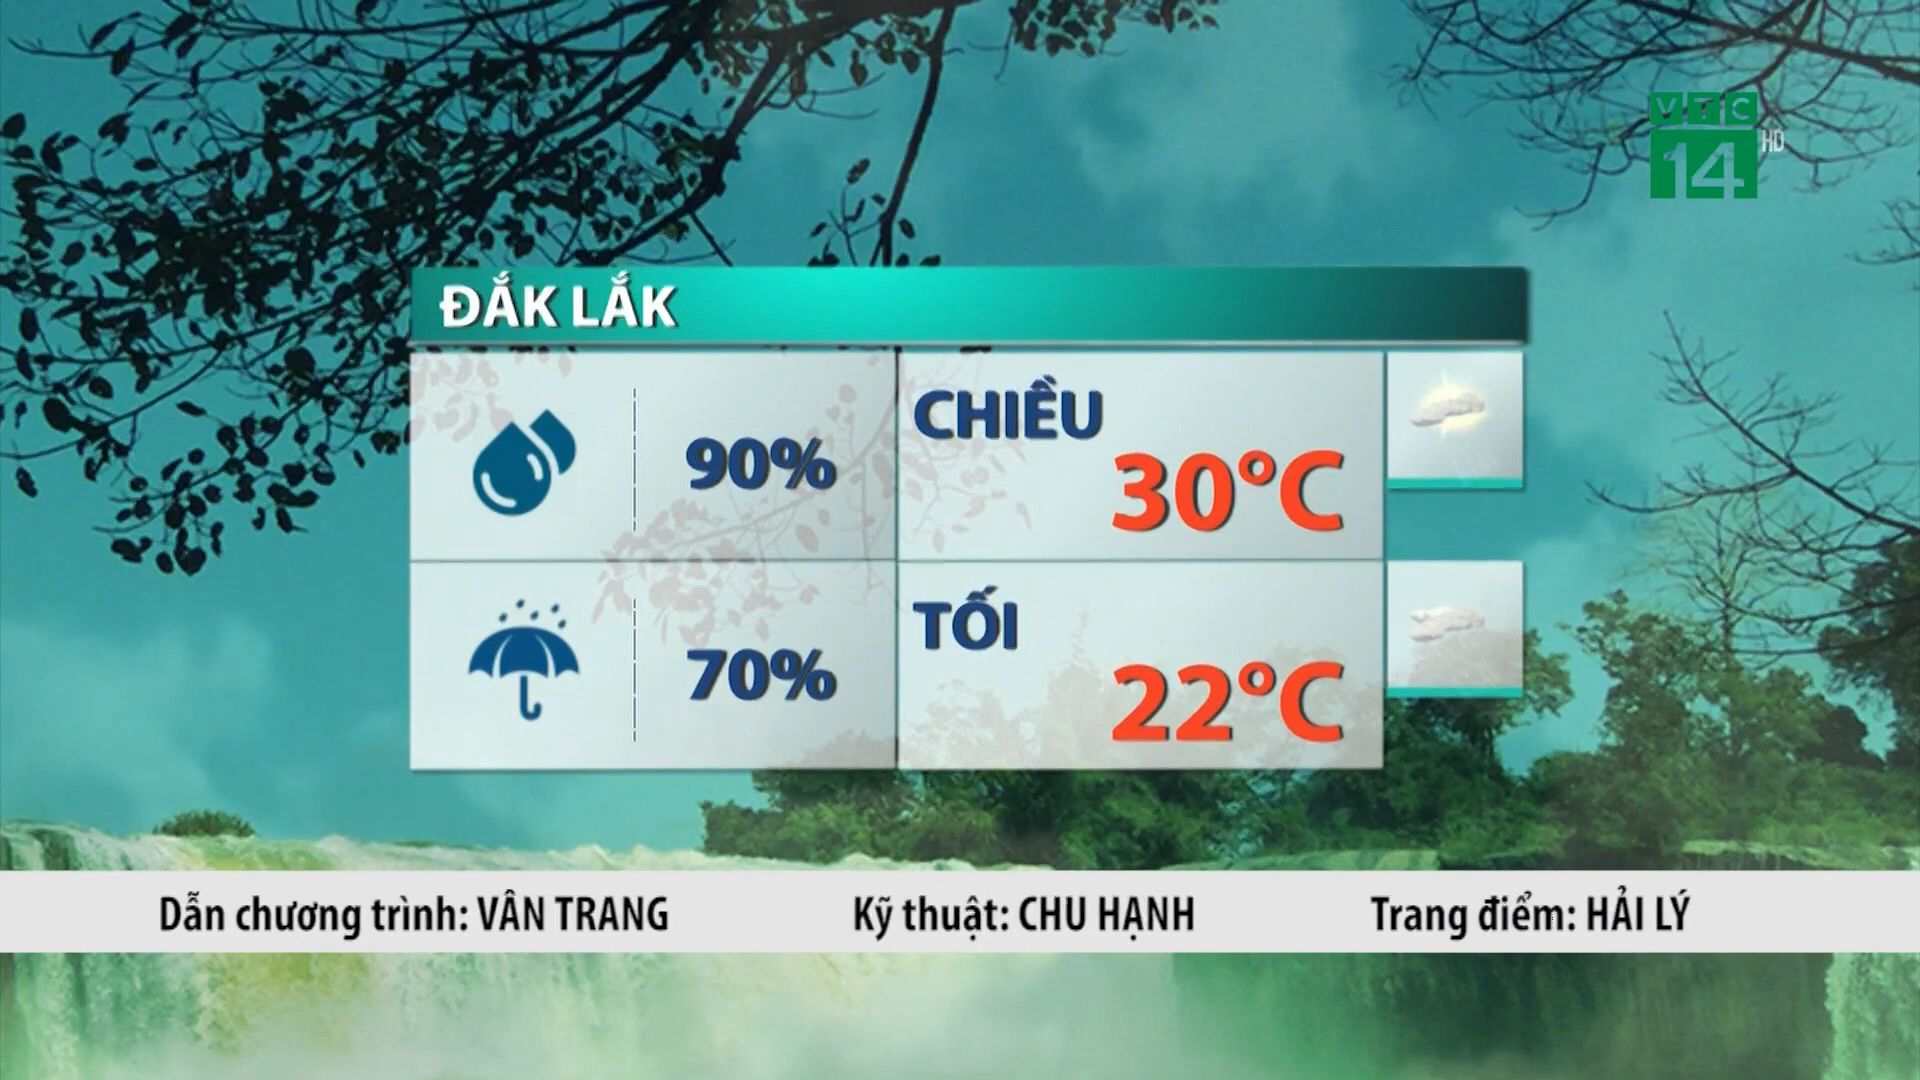 VTC
14 HD
ĐẮK LẮK
90%
CHIỀU
30°C
70%
TỐI
22°C
Dẫn chương trình: VÂN TRANG
Kỹ thuật: CHU HẠNH
Trang điểm: HẢI LÝ